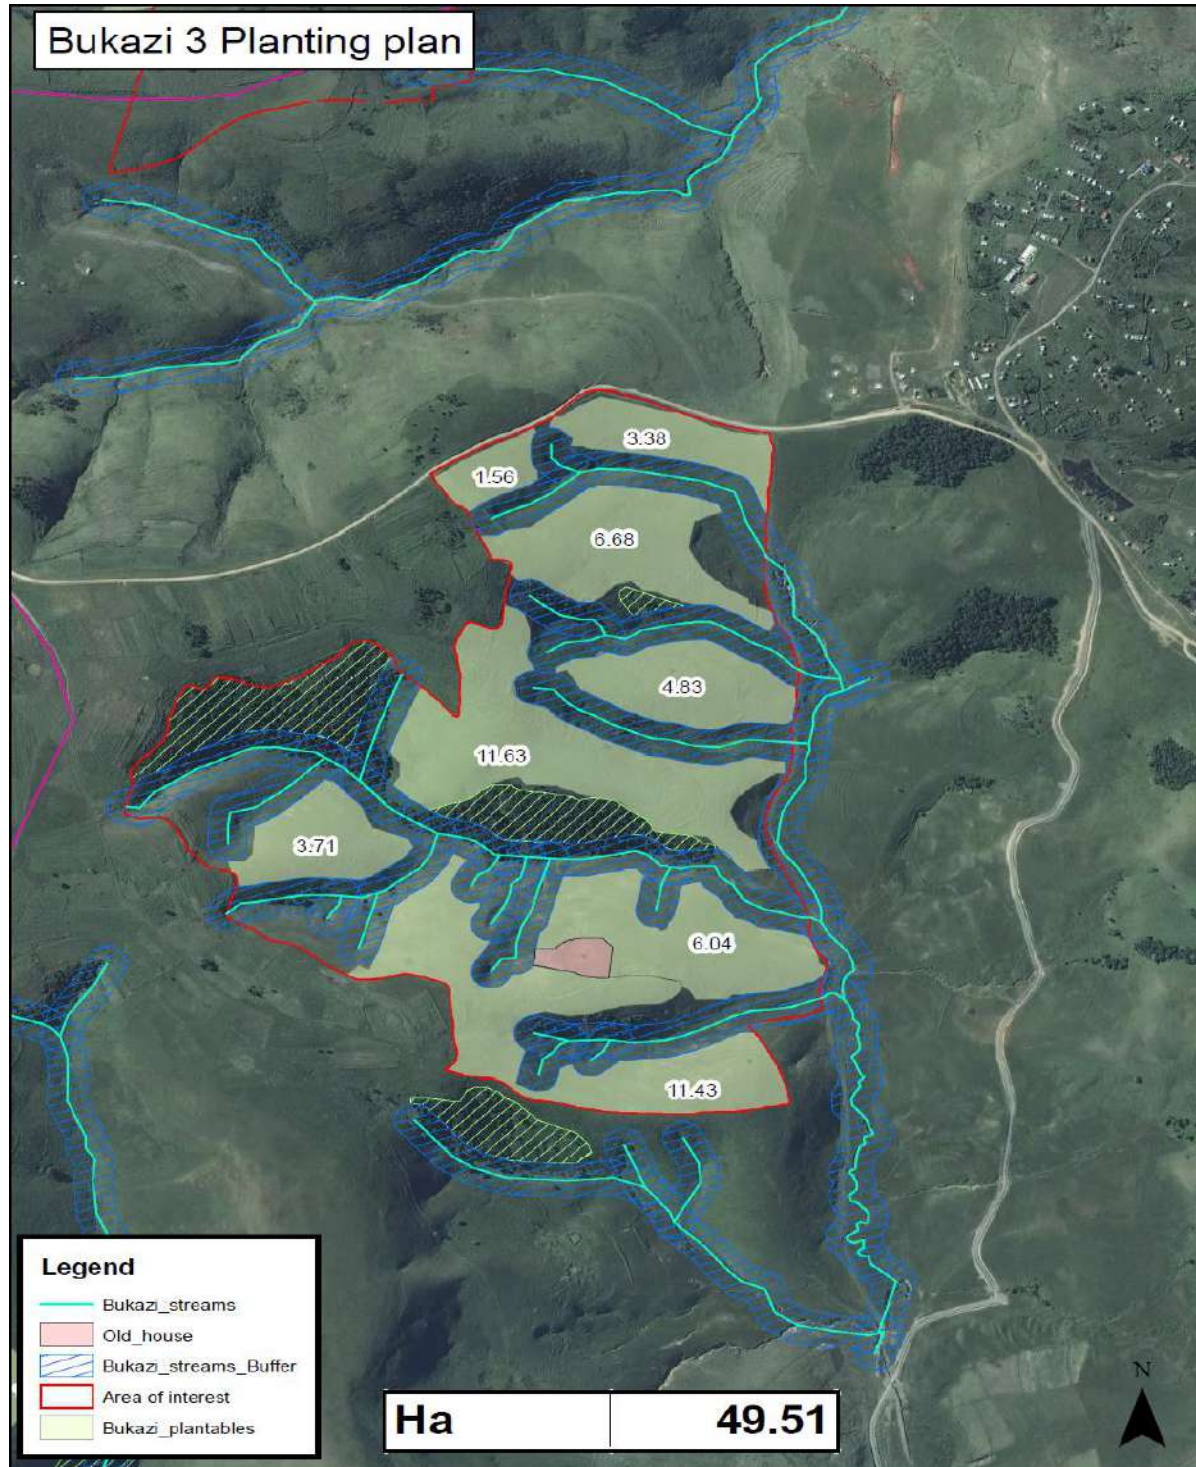 Bukazi 3 Planting plan
3.38
1.56
6.68
4.83
11.63
3.71
6.04
11.43
Legend
Bukazi_streams
Old_house
Bukazi_streams_Buffer
Area of interest
Bukazi_plantables
Ha 49.51
N